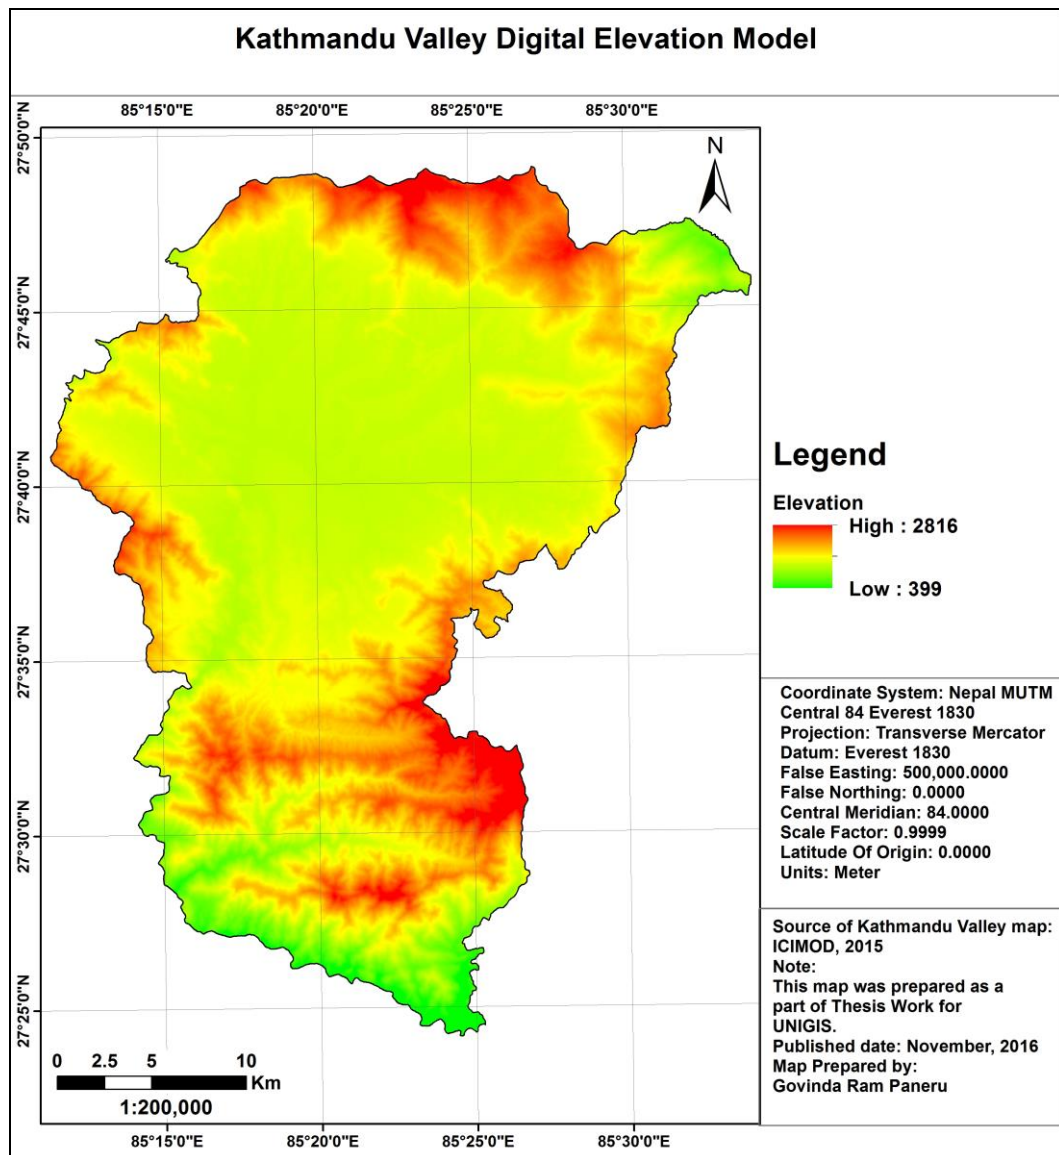 Kathmandu Valley Digital Elevation Model
85°15'0"E 85°20'0"E 85°25'0"E 85°30'0"E
27°50'0"N
27°45'0"N
27°40'0"N
27°35'0"N
27°30'0"N
27°25'0"N
N
Legend
Elevation
High : 2816
Low : 399
Coordinate System: Nepal MUTM
Central 84 Everest 1830
Projection: Transverse Mercator
Datum: Everest 1830
False Easting: 500,000.0000
False Northing: 0.0000
Central Meridian: 84.0000
Scale Factor: 0.9999
Latitude Of Origin: 0.0000
Units: Meter
Source of Kathmandu Valley map:
ICIMOD, 2015
Note:
This map was prepared as a
part of Thesis Work for
UNIGIS.
Published date: November, 2016
Map Prepared by:
Govinda Ram Paneru
0 2.5 5 10
Km
1:200,000
85°15'0"E 85°20'0"E 85°25'0"E 85°30'0"E